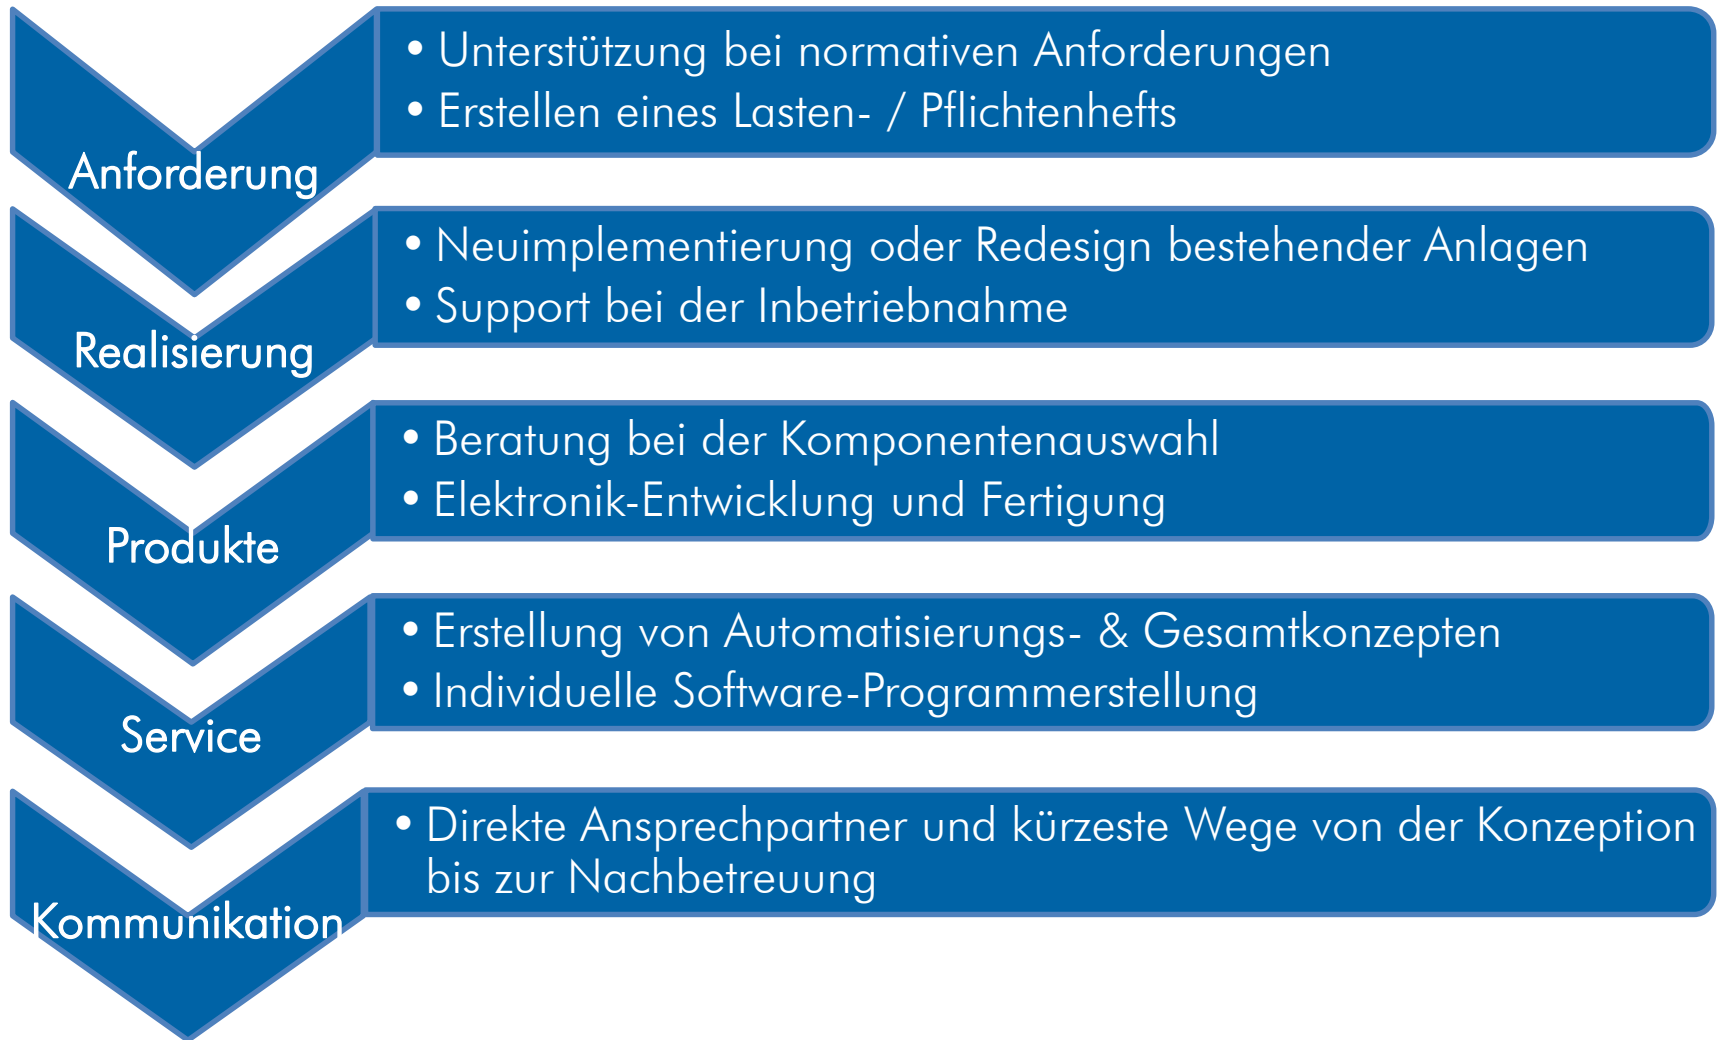 Anforderung
• Unterstützung bei normativen Anforderungen
• Erstellen eines Lasten- / Pflichtenhefts
Realisierung
• Neuimplementierung oder Redesign bestehender Anlagen
• Support bei der Inbetriebnahme
Produkte
• Beratung bei der Komponentenauswahl
• Elektronik-Entwicklung und Fertigung
Service
• Erstellung von Automatisierungs- & Gesamtkonzepten
• Individuelle Software-Programmerstellung
Kommunikation
• Direkte Ansprechpartner und kürzeste Wege von der Konzeption
bis zur Nachbetreuung